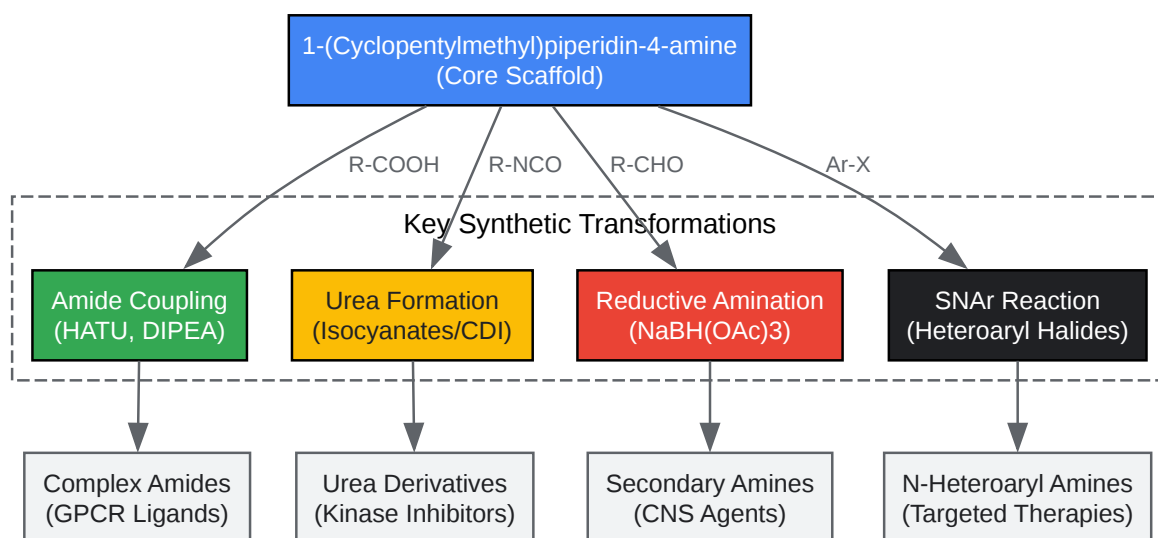 1-(Cyclopentylmethyl)piperidin-4-amine
(Core Scaffold)
R-COOH
R-NCO
R-CHO
Ar-X
Key Synthetic Transformations
Amide Coupling
(HATU, DIPEA)
Urea Formation
(Isocyanates/CDI)
Reductive Amination
(NaBH(OAc)3)
SNAr Reaction
(Heteroaryl Halides)
Complex Amides
(GPCR Ligands)
Urea Derivatives
(Kinase Inhibitors)
Secondary Amines
(CNS Agents)
N-Heteroaryl Amines
(Targeted Therapies)